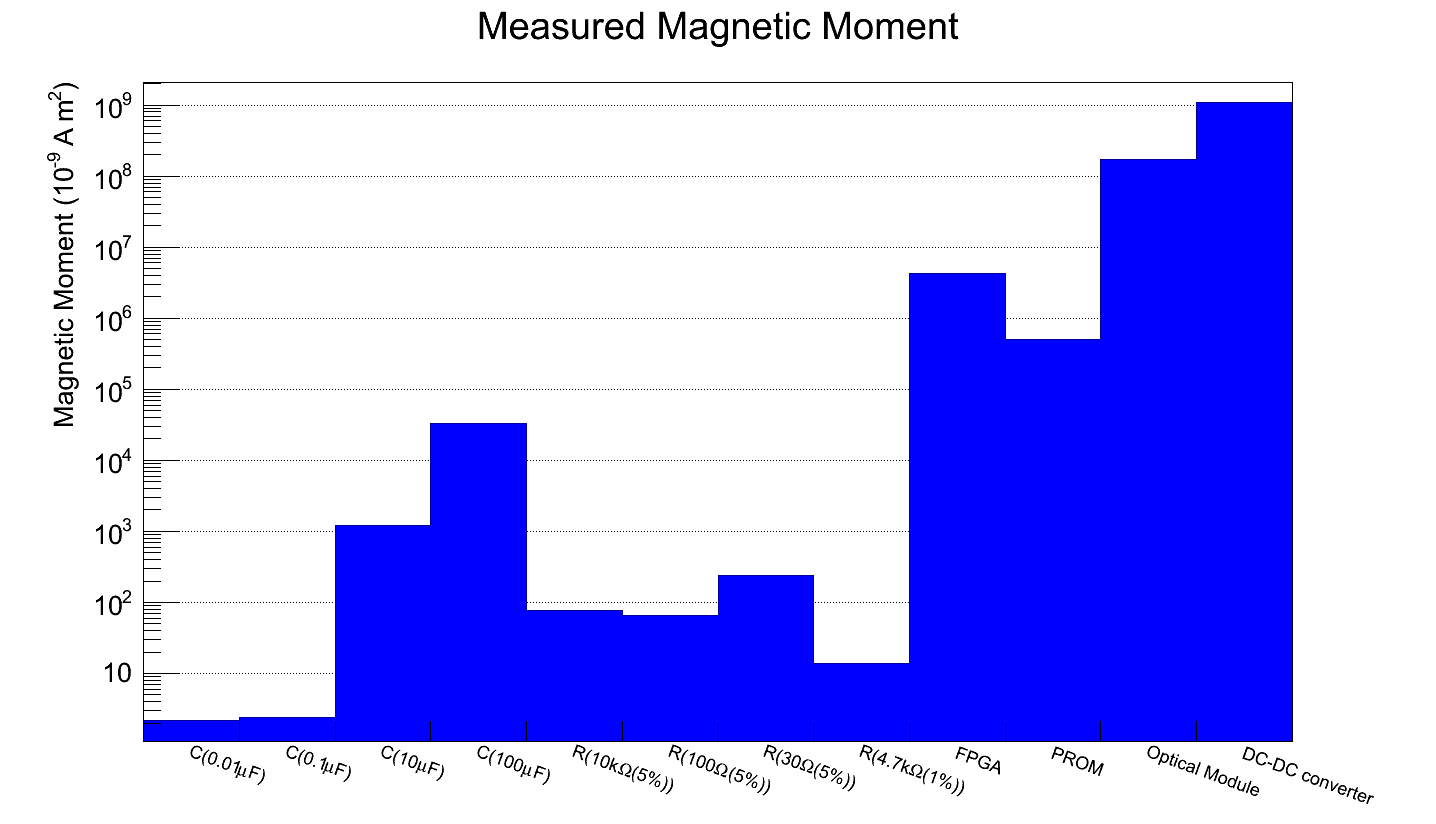 Measured Magnetic Moment
Magnetic Moment (10⁻⁹ A m²)
10⁹
10⁸
10⁷
10⁶
10⁵
10⁴
10³
10²
10
C(0.01μF)
C(0.1μF)
C(10μF)
C(100μF)
R(10kΩ(5%))
R(100Ω(5%))
R(30Ω(5%))
R(4.7kΩ(1%))
FPGA
PROM
Optical Module
DC-DC converter